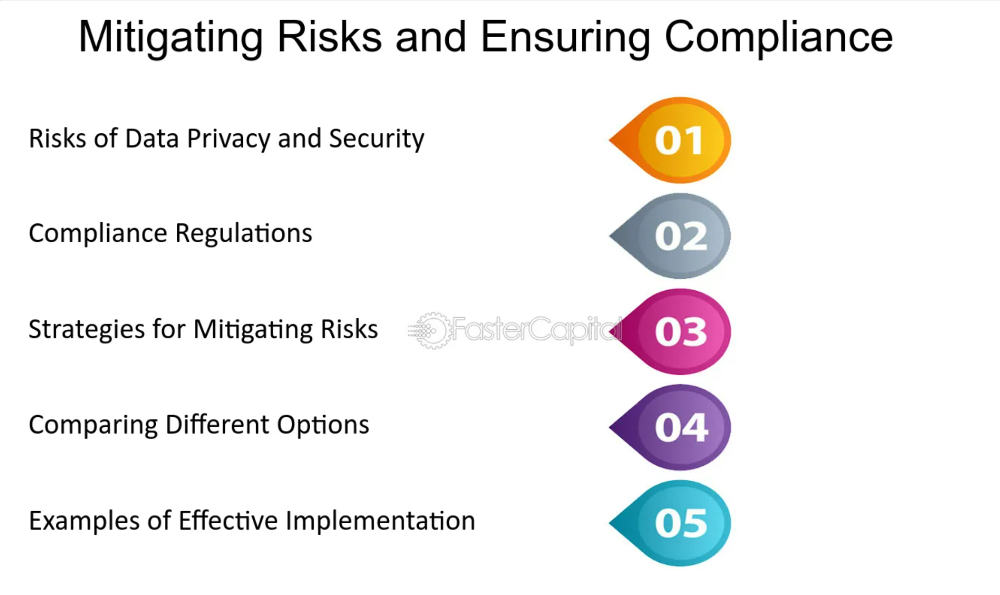 Mitigating Risks and Ensuring Compliance
Risks of Data Privacy and Security
01
Compliance Regulations
02
Strategies for Mitigating Risks
FasterCapital
03
Comparing Different Options
04
Examples of Effective Implementation
05